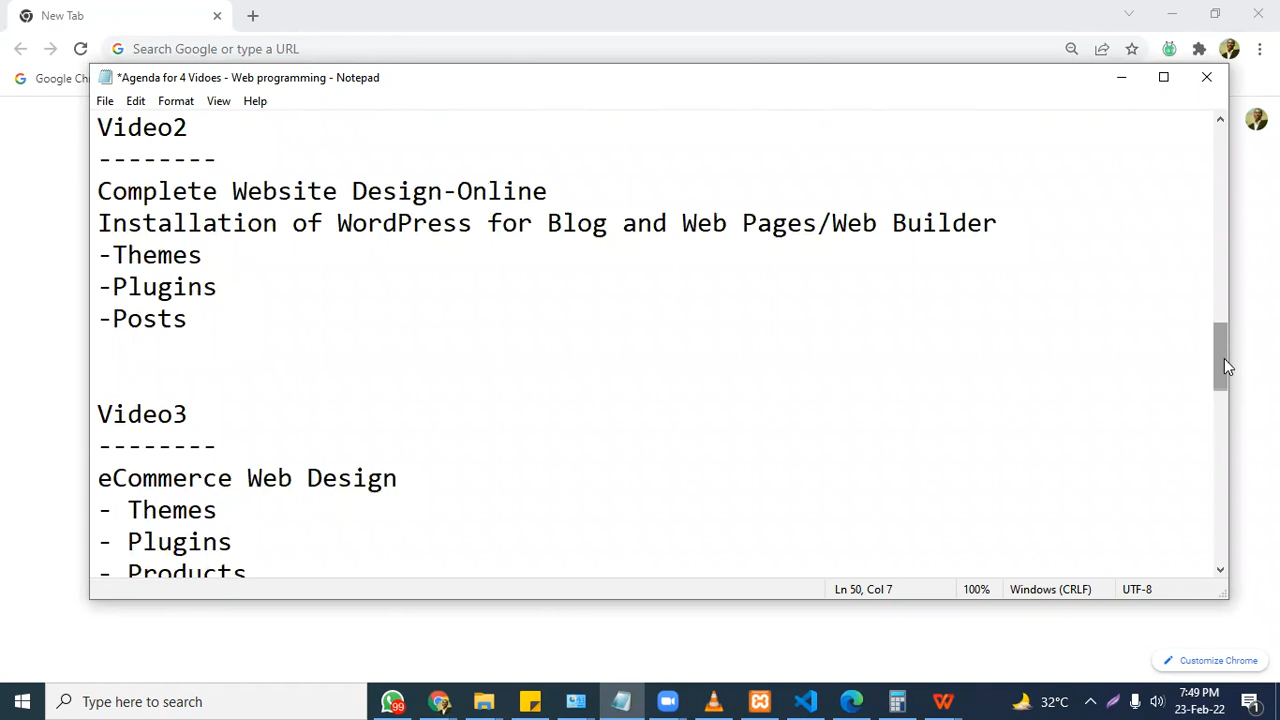 New Tab
Search Google or type a URL
Google Ch
*Agenda for 4 Vidoes - Web programming - Notepad
File Edit Format View Help
Video2
--------
Complete Website Design-Online
Installation of WordPress for Blog and Web Pages/Web Builder
-Themes
-Plugins
-Posts
Video3
--------
eCommerce Web Design
- Themes
- Plugins
- Products
Ln 50, Col 7 100% Windows (CRLF) UTF-8
Customize Chrome
Type here to search
99
32°C
7:49 PM
23-Feb-22
1